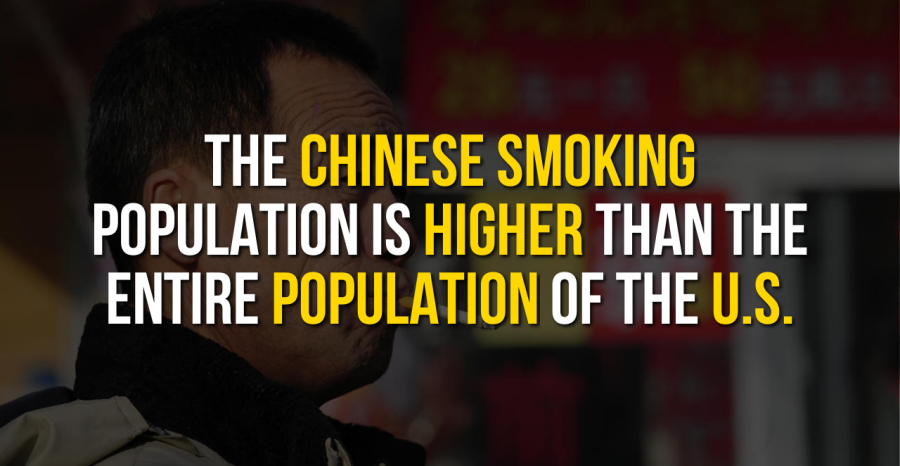 THE CHINESE SMOKING
POPULATION IS HIGHER THAN THE
ENTIRE POPULATION OF THE U.S.